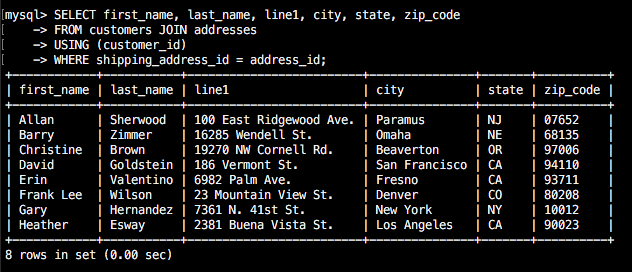 mysql> SELECT first_name, last_name, line1, city, state, zip_code
    -> FROM customers JOIN addresses
    -> USING (customer_id)
    -> WHERE shipping_address_id = address_id;
+------------+-----------+-------------------------+---------------+-------+----------+
| first_name | last_name | line1                   | city          | state | zip_code |
+------------+-----------+-------------------------+---------------+-------+----------+
| Allan      | Sherwood  | 100 East Ridgewood Ave. | Paramus       | NJ    | 07652    |
| Barry      | Zimmer    | 16285 Wendell St.       | Omaha         | NE    | 68135    |
| Christine  | Brown     | 19270 NW Cornell Rd.    | Beaverton     | OR    | 97006    |
| David      | Goldstein | 186 Vermont St.         | San Francisco | CA    | 94110    |
| Erin       | Valentino | 6982 Palm Ave.          | Fresno        | CA    | 93711    |
| Frank Lee  | Wilson    | 23 Mountain View St.    | Denver        | CO    | 80208    |
| Gary       | Hernandez | 7361 N. 41st St.        | New York      | NY    | 10012    |
| Heather    | Esway     | 2381 Buena Vista St.    | Los Angeles   | CA    | 90023    |
+------------+-----------+-------------------------+---------------+-------+----------+
8 rows in set (0.00 sec)